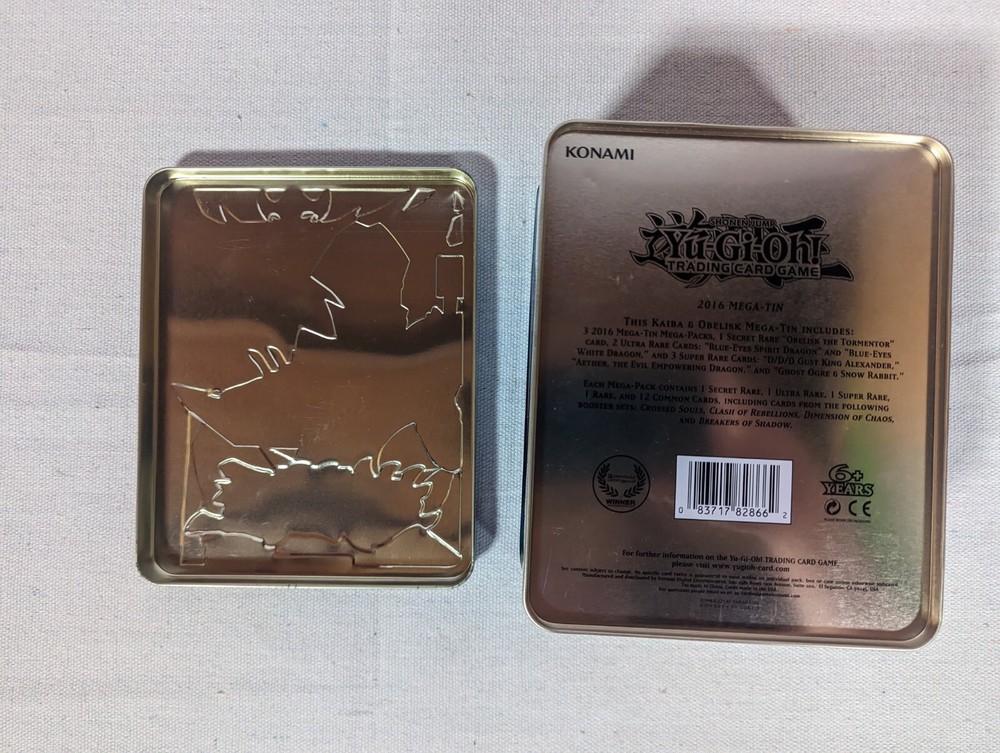 KONAMI
SHONEN JUMP
Yu-Gi-Oh!
TRADING CARD GAME
2016 MEGA-TIN
THIS KAIBA & OBELISK MEGA-TIN INCLUDES:
3 2016 MEGA-TIN MEGA-PACKS, 1 SECRET RARE "OBELISK THE TORMENTOR"
CARD, 2 ULTRA RARE CARDS: "BLUE-EYES SPIRIT DRAGON" AND "BLUE-EYES
WHITE DRAGON," AND 3 SUPER RARE CARDS: "D/D/D GUST KING ALEXANDER,"
"AETHER, THE EVIL EMPOWERING DRAGON," AND "GHOST OGRE & SNOW RABBIT."
EACH MEGA-PACK CONTAINS 1 SECRET RARE, 1 ULTRA RARE, 1 SUPER RARE,
1 RARE, AND 12 COMMON CARDS, INCLUDING CARDS FROM THE FOLLOWING
BOOSTER SETS: CROSSED SOULS, CLASH OF REBELLIONS, DIMENSION OF CHAOS,
AND BREAKERS OF SHADOW.
WINNER
0 83717 82866 2
6+
YEARS
CE
For further information on the Yu-Gi-Oh! TRADING CARD GAME,
please visit www.yugioh-card.com